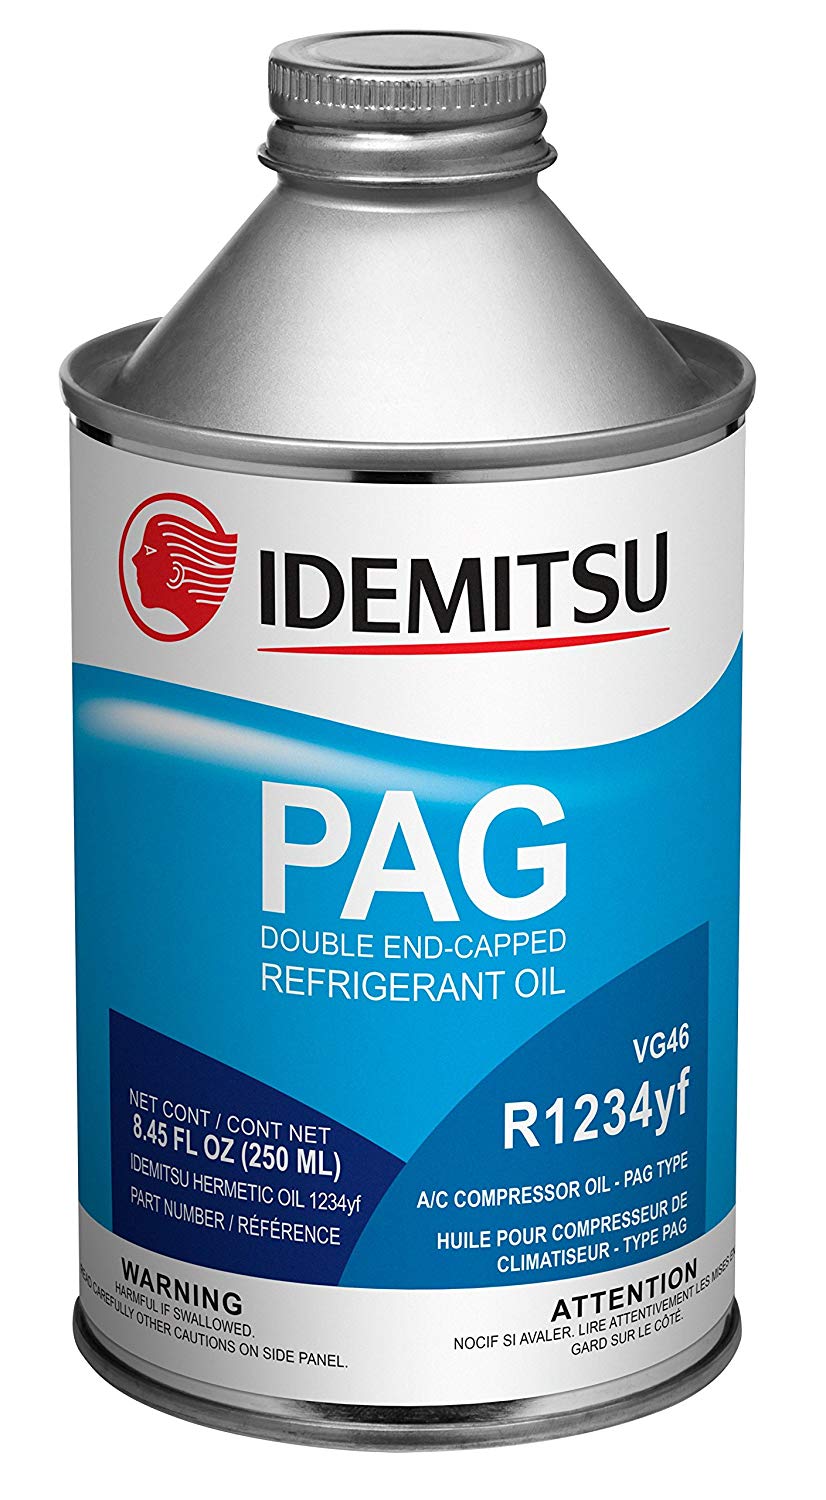 IDEMITSU
PAG
DOUBLE END-CAPPED
REFRIGERANT OIL
VG46
R1234yf
A/C COMPRESSOR OIL - PAG TYPE
HUILE POUR COMPRESSEUR DE
CLIMATISEUR - TYPE PAG
NET CONT / CONT NET
8.45 FL OZ (250 ML)
IDEMITSU HERMETIC OIL 1234yf
PART NUMBER / RÉFÉRENCE
WARNING
HARMFUL IF SWALLOWED.
CAREFULLY OTHER CAUTIONS ON SIDE PANEL.
ATTENTION
NOCIF SI AVALER. LIRE ATTENTIVEMENT LES MISES
GARD SUR LE CÔTÉ.